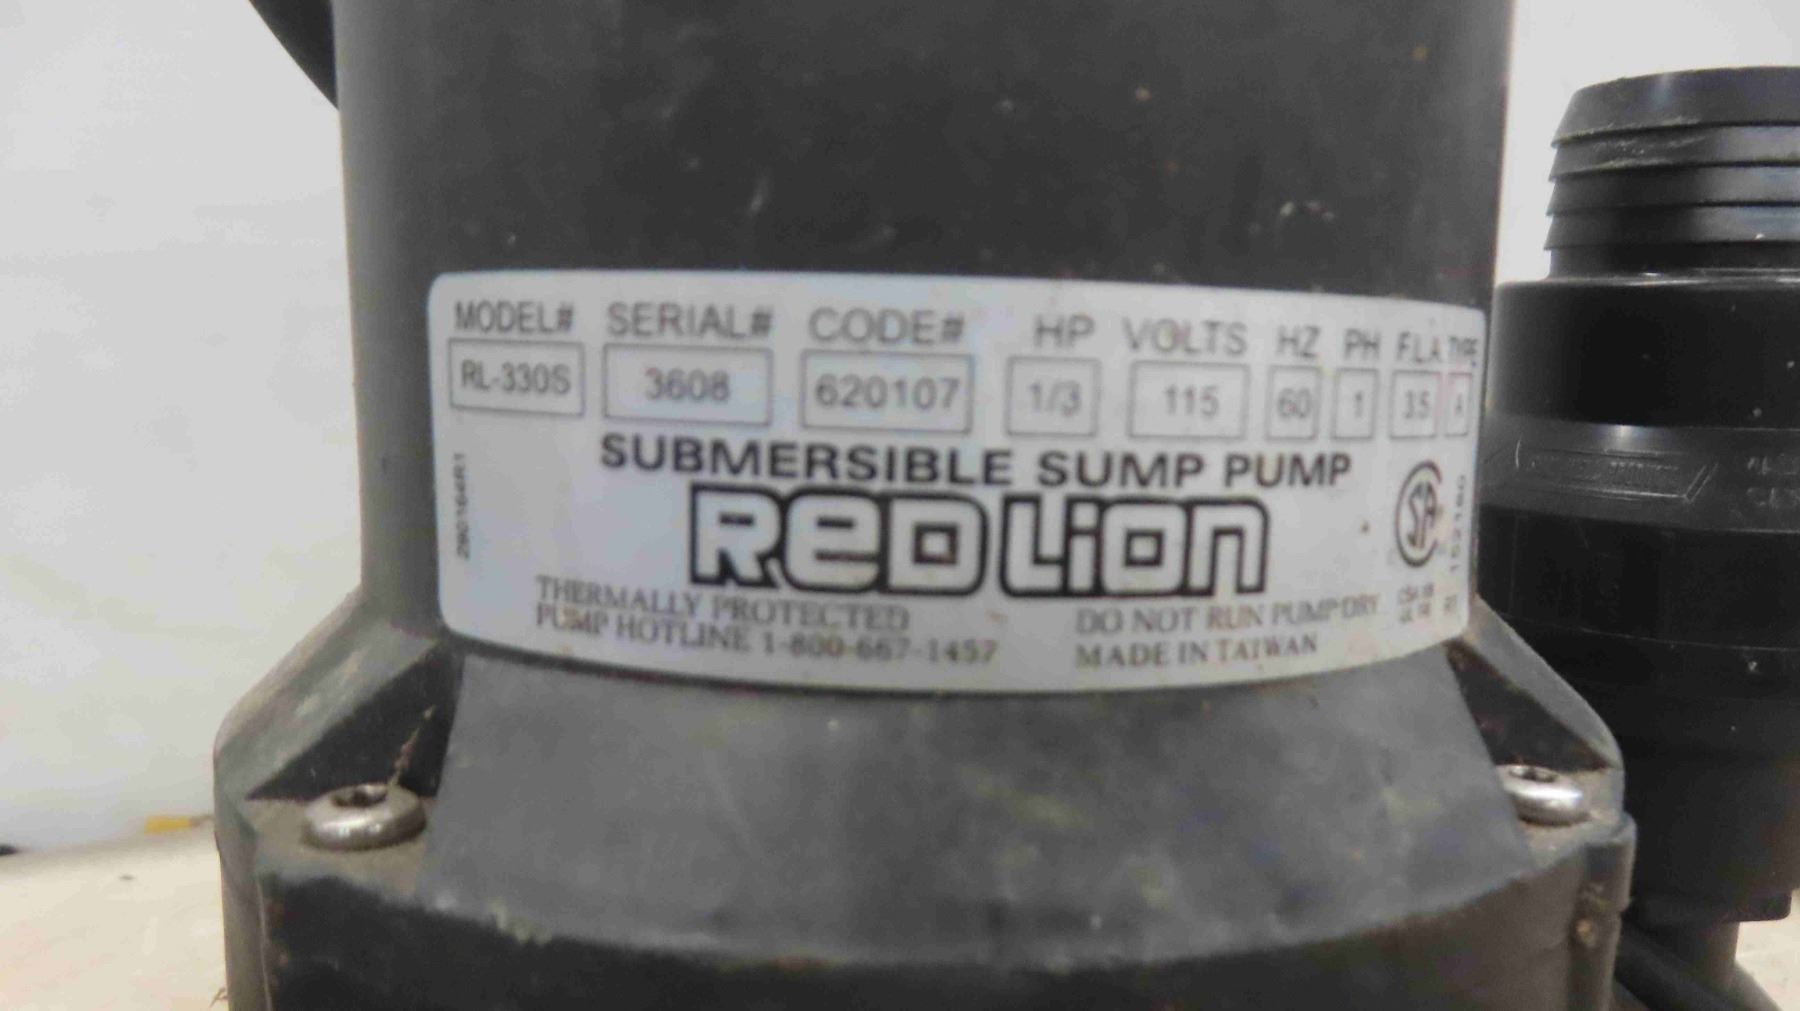 MODEL# SERIAL# CODE# HP VOLTS HZ PH F.L.A TYPE
RL-330S 3608 620107 1/3 115 60 1 3.5 A
SUBMERSIBLE SUMP PUMP
RED LION
THERMALLY PROTECTED
PUMP HOTLINE 1-800-667-1457
DO NOT RUN PUMP DRY
MADE IN TAIWAN
290164R1
SA